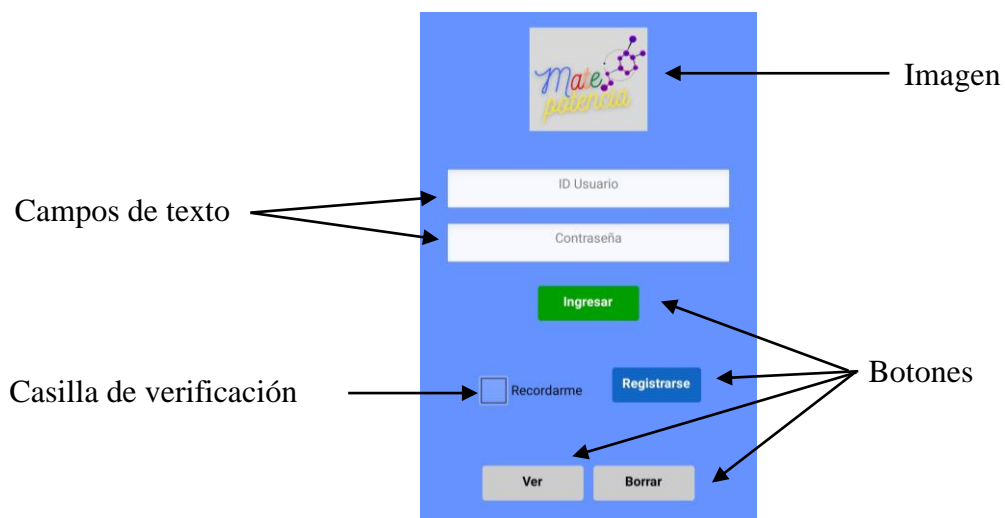 Mate
potencia
Imagen
ID Usuario
Campos de texto
Contraseña
Ingresar
Casilla de verificación
Recordarme
Registrarse
Botones
Ver
Borrar